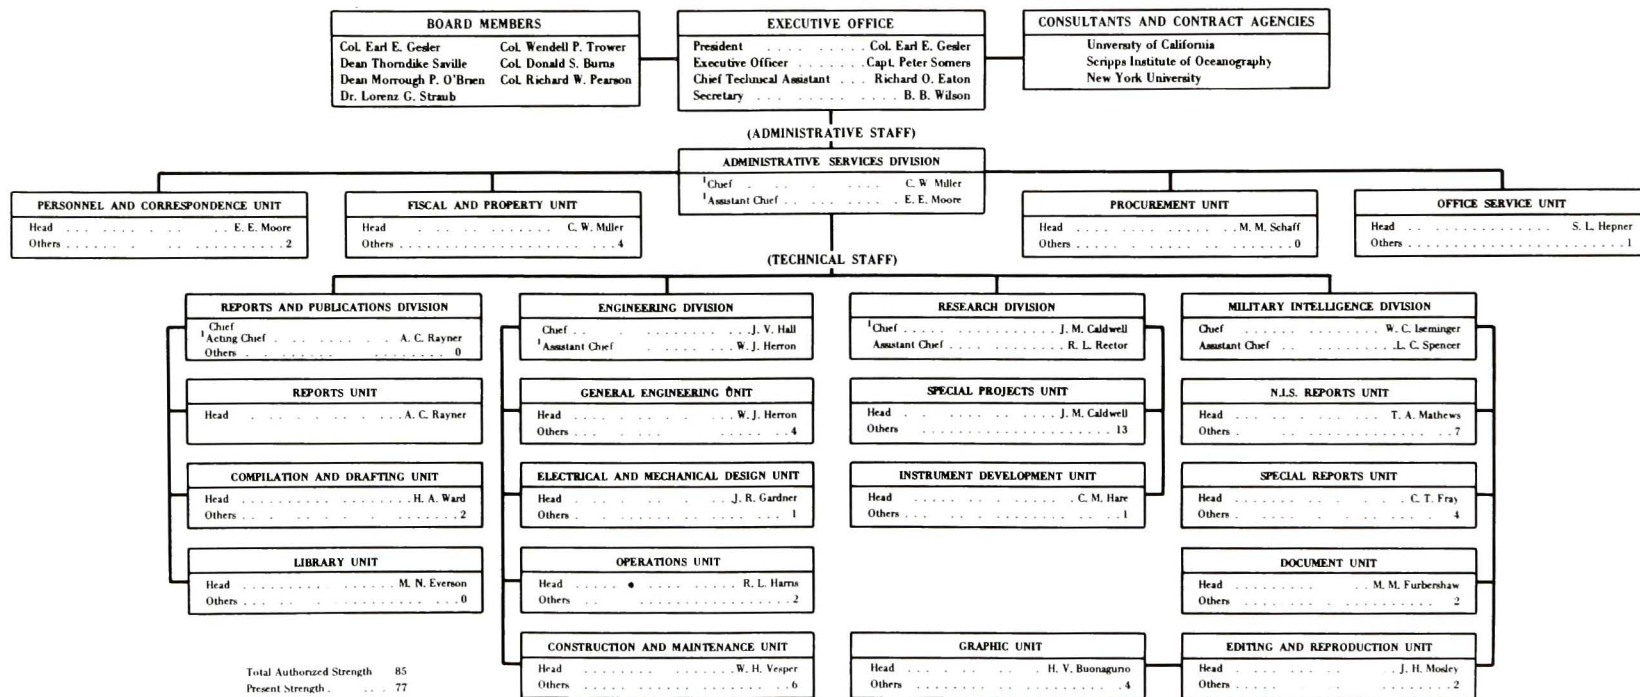 BOARD MEMBERS
Col. Earl E. Gesler Col. Wendell P. Trower
Dean Thorndike Saville Col. Donald S. Burns
Dean Morrough P. O'Brien Col. Richard W. Pearson
Dr. Lorenz G. Straub
EXECUTIVE OFFICE
President . . . . . . . . Col. Earl E. Gesler
Executive Officer . . . . . . . Capt. Peter Somers
Chief Technical Assistant . . . Richard O. Eaton
Secretary . . . . . . . . . . . B. B. Wilson
CONSULTANTS AND CONTRACT AGENCIES
University of California
Scripps Institute of Oceanography
New York University
(ADMINISTRATIVE STAFF)
ADMINISTRATIVE SERVICES DIVISION
1Chief . . . . . . C. W. Miller
1Assistant Chief . . . . . . . E. E. Moore
PERSONNEL AND CORRESPONDENCE UNIT
Head . . . . . . . . . . E. E. Moore
Others . . . . . . . . . . 2
FISCAL AND PROPERTY UNIT
Head . . . . . . . . . . C. W. Miller
Others . . . . . . . . . . 4
PROCUREMENT UNIT
Head . . . . . . . . . . M. M. Schaff
Others . . . . . . . . . . 0
OFFICE SERVICE UNIT
Head . . . . . . . . . . S. L. Hepner
Others . . . . . . . . . . 1
(TECHNICAL STAFF)
REPORTS AND PUBLICATIONS DIVISION
Chief
1Acting Chief . . . . . . . . A. C. Rayner
Others . . . . . . . . . . 0
REPORTS UNIT
Head . . . . . . . . . . A. C. Rayner
COMPILATION AND DRAFTING UNIT
Head . . . . . . . . . . H. A. Ward
Others . . . . . . . . . . 2
LIBRARY UNIT
Head . . . . . . . . . . M. N. Everson
Others . . . . . . . . . . 0
ENGINEERING DIVISION
Chief . . . . . . . . . . J. V. Hall
1Assistant Chief . . . . . . . . W. J. Herron
GENERAL ENGINEERING UNIT
Head . . . . . . . . . . W. J. Herron
Others . . . . . . . . . . 4
ELECTRICAL AND MECHANICAL DESIGN UNIT
Head . . . . . . . . . . J. R. Gardner
Others . . . . . . . . . . 1
OPERATIONS UNIT
Head . . . . . . . . . . R. L. Harris
Others . . . . . . . . . . 2
CONSTRUCTION AND MAINTENANCE UNIT
Head . . . . . . . . . . W. H. Vesper
Others . . . . . . . . . . 6
RESEARCH DIVISION
1Chief . . . . . . . . . . J. M. Caldwell
Assistant Chief . . . . . . . . R. L. Rector
SPECIAL PROJECTS UNIT
Head . . . . . . . . . . J. M. Caldwell
Others . . . . . . . . . . 13
INSTRUMENT DEVELOPMENT UNIT
Head . . . . . . . . . . C. M. Hare
Others . . . . . . . . . . 1
GRAPHIC UNIT
Head . . . . . . . . . . H. V. Buonaguro
Others . . . . . . . . . . 4
MILITARY INTELLIGENCE DIVISION
Chief . . . . . . . . . . W. C. Iseminger
Assistant Chief . . . . . . . . L. C. Spencer
N.I.S. REPORTS UNIT
Head . . . . . . . . . . T. A. Mathews
Others . . . . . . . . . . 7
SPECIAL REPORTS UNIT
Head . . . . . . . . . . C. T. Fray
Others . . . . . . . . . . 4
DOCUMENT UNIT
Head . . . . . . . . . . M. M. Furbershaw
Others . . . . . . . . . . 2
EDITING AND REPRODUCTION UNIT
Head . . . . . . . . . . J. H. Mosley
Others . . . . . . . . . . 2
Total Authorized Strength 85
Present Strength . . . . 77